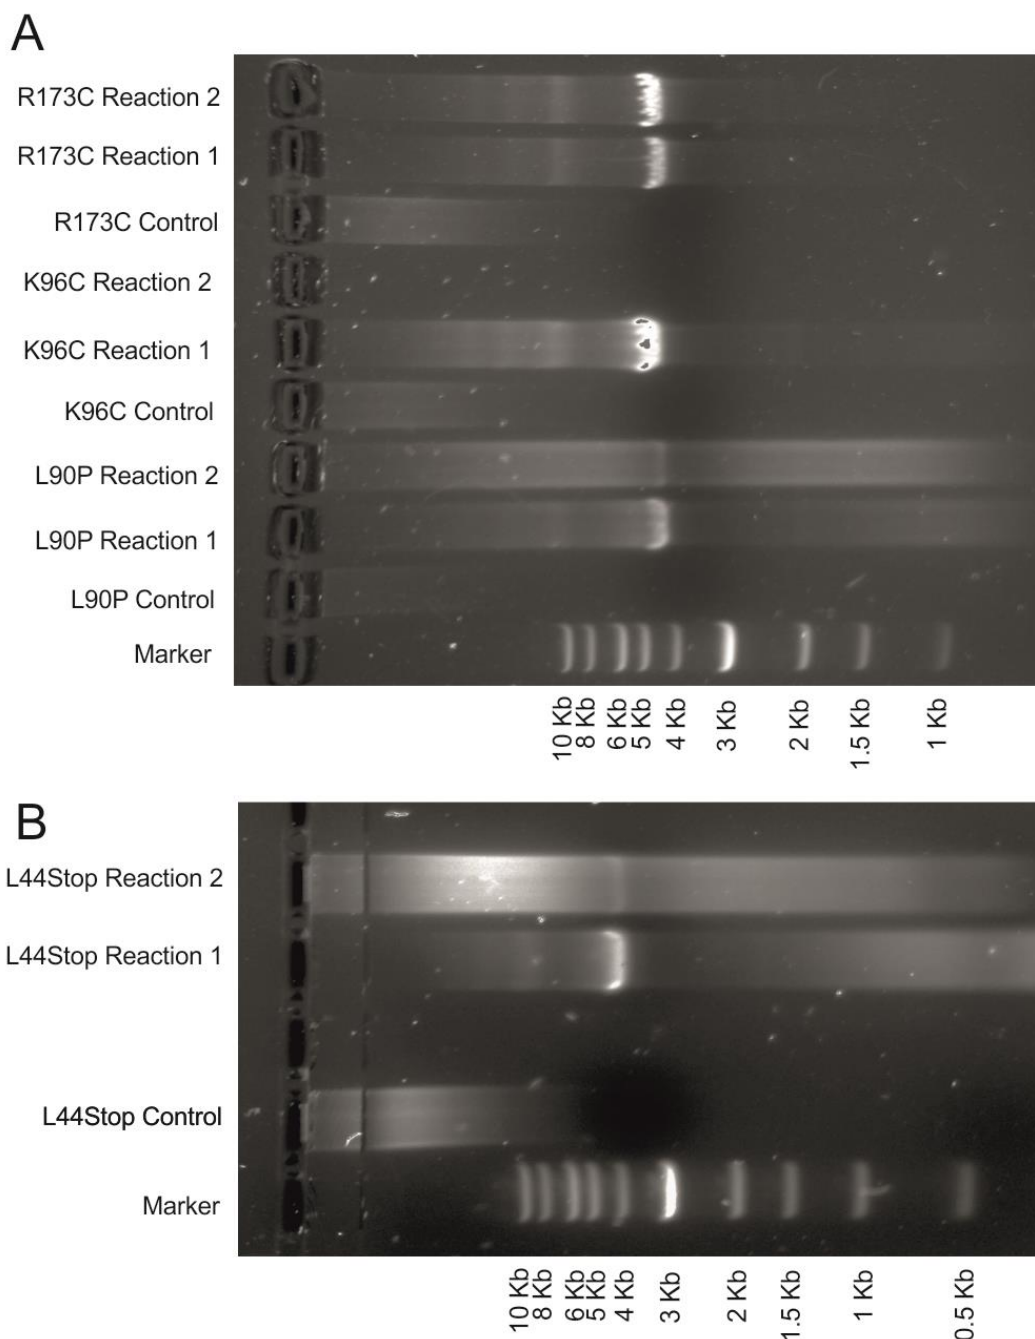 A
R173C Reaction 2
R173C Reaction 1
R173C Control
K96C Reaction 2
K96C Reaction 1
K96C Control
L90P Reaction 2
L90P Reaction 1
L90P Control
Marker
10 Kb
8 Kb
6 Kb
5 Kb
4 Kb
3 Kb
2 Kb
1.5 Kb
1 Kb
B
L44Stop Reaction 2
L44Stop Reaction 1
L44Stop Control
Marker
10 Kb
8 Kb
6 Kb
5 Kb
4 Kb
3 Kb
2 Kb
1.5 Kb
1 Kb
0.5 Kb